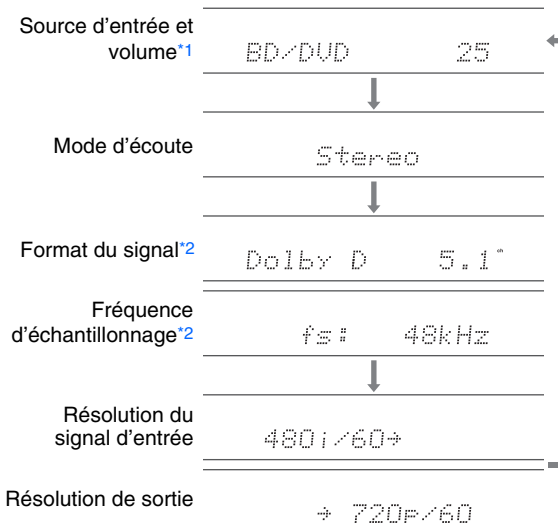 Source d'entrée et
volume*1
BD/DVD 25
Mode d'écoute
Stereo
Format du signal*2
Dolby D 5.1ch
Fréquence
d'échantillonnage*2
fs: 48kHz
Résolution du
signal d'entrée
480i/60→
Résolution de sortie
→ 720p/60